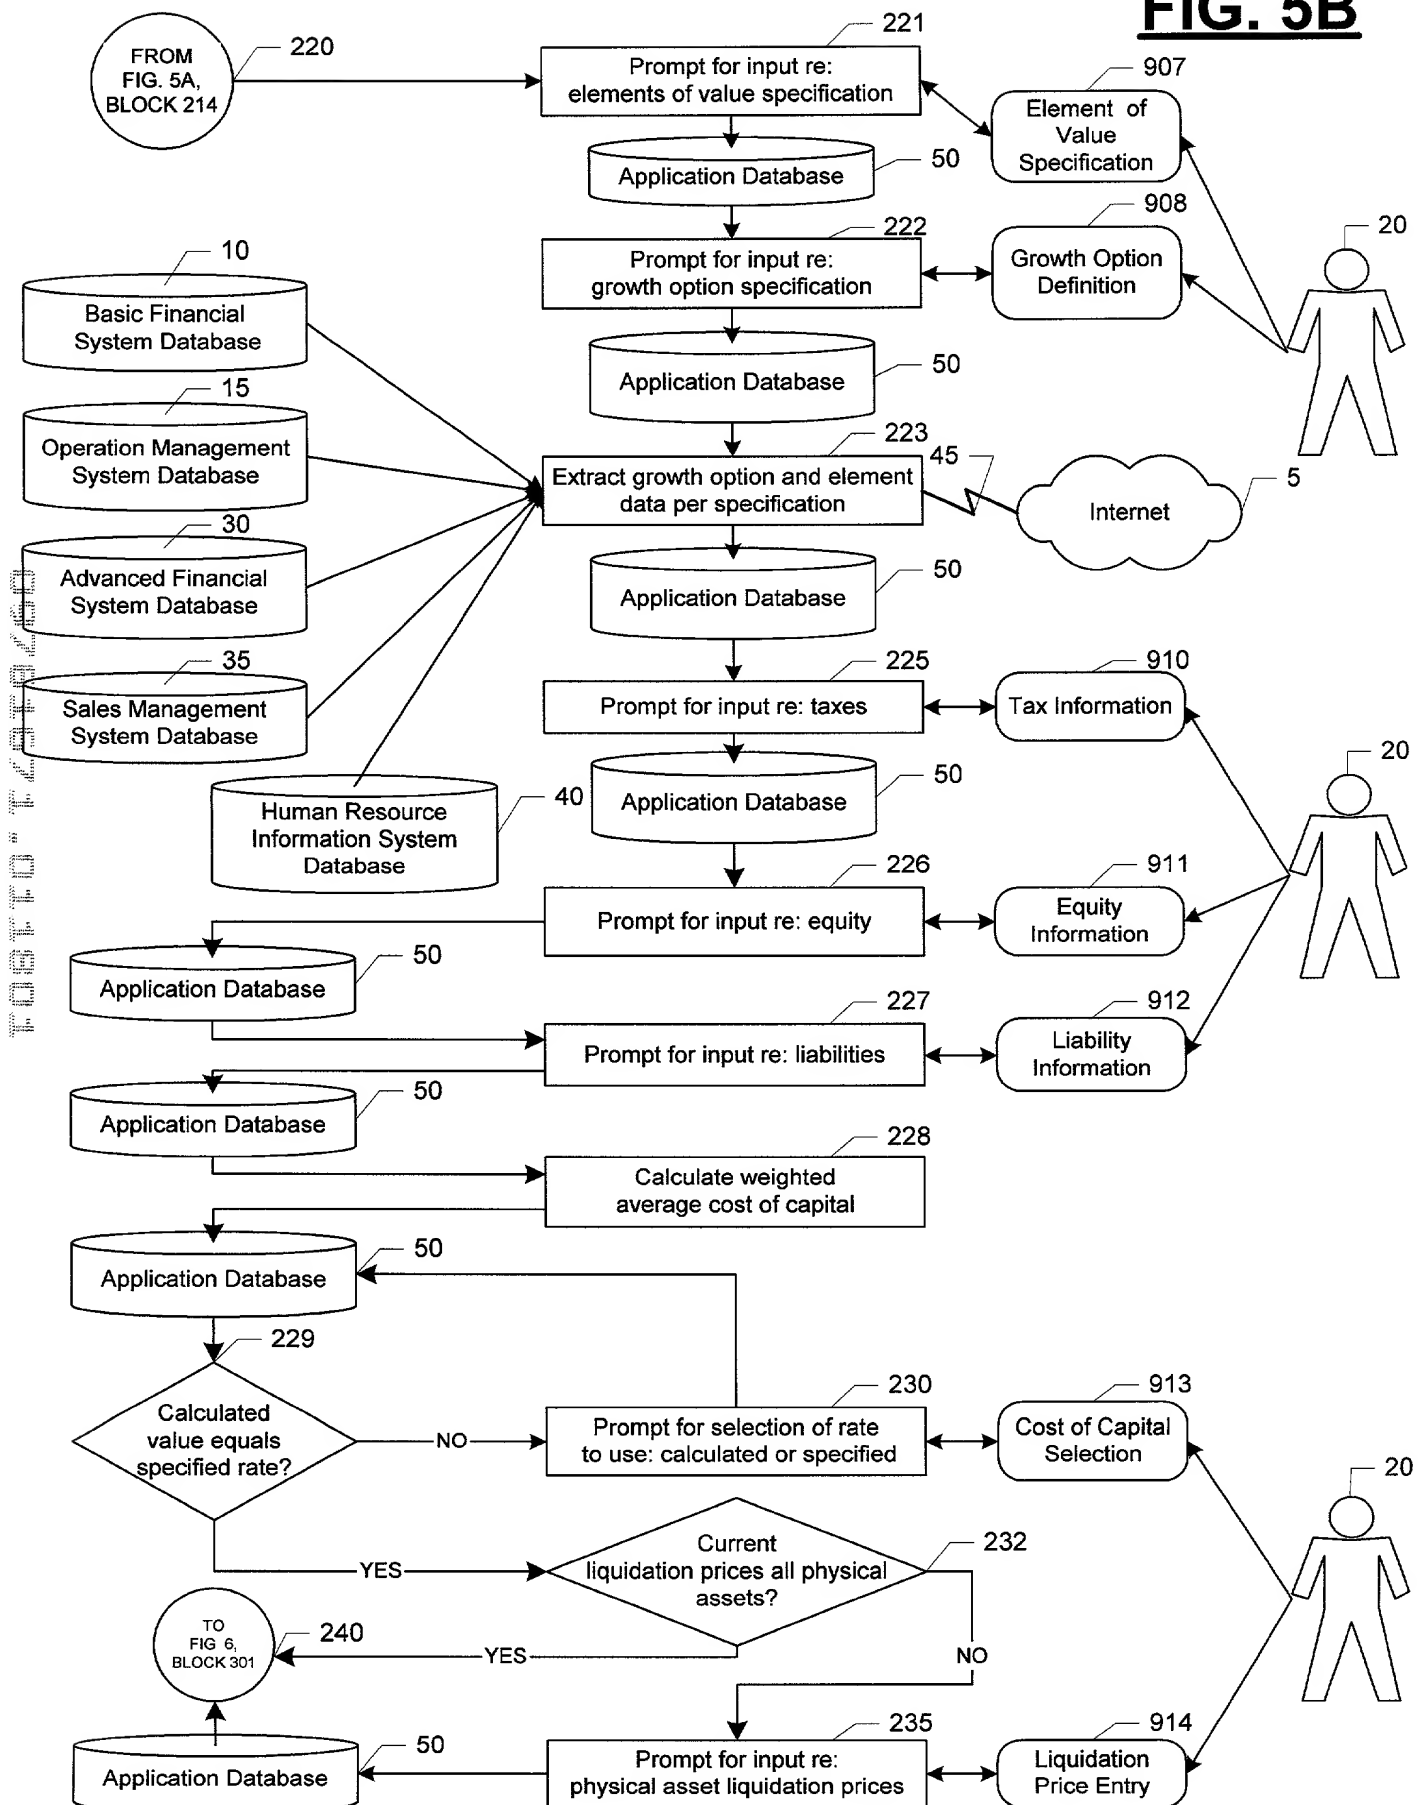 FIG. 5B
FROM
FIG. 5A,
BLOCK 214
220
221
Prompt for input re:
elements of value specification
907
Element of
Value
Specification
50
Application Database
222
Prompt for input re:
growth option specification
908
Growth Option
Definition
20
10
Basic Financial
System Database
50
Application Database
15
Operation Management
System Database
223
Extract growth option and element
data per specification
45
5
Internet
30
Advanced Financial
System Database
50
Application Database
35
Sales Management
System Database
225
Prompt for input re: taxes
910
Tax Information
20
40
Human Resource
Information System
Database
50
Application Database
226
Prompt for input re: equity
911
Equity
Information
50
Application Database
227
Prompt for input re: liabilities
912
Liability
Information
50
Application Database
228
Calculate weighted
average cost of capital
50
Application Database
229
Calculated
value equals
specified rate?
NO
230
Prompt for selection of rate
to use: calculated or specified
913
Cost of Capital
Selection
20
YES
232
Current
liquidation prices all physical
assets?
TO
FIG 6,
BLOCK 301
240
YES
NO
50
Application Database
235
Prompt for input re:
physical asset liquidation prices
914
Liquidation
Price Entry